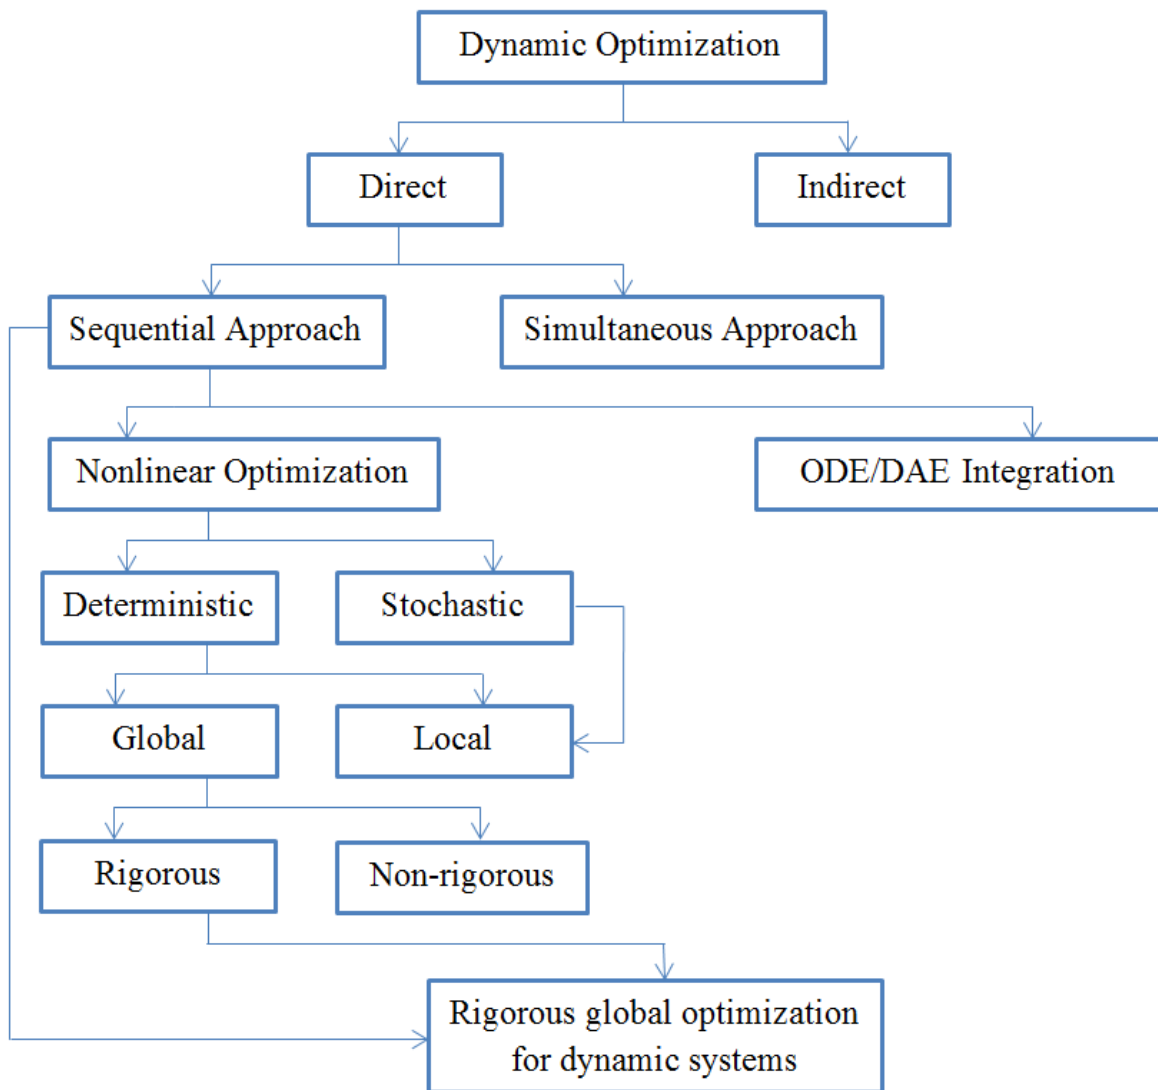 Dynamic Optimization
Direct
Indirect
Sequential Approach
Simultaneous Approach
Nonlinear Optimization
ODE/DAE Integration
Deterministic
Stochastic
Global
Local
Rigorous
Non-rigorous
Rigorous global optimization
for dynamic systems